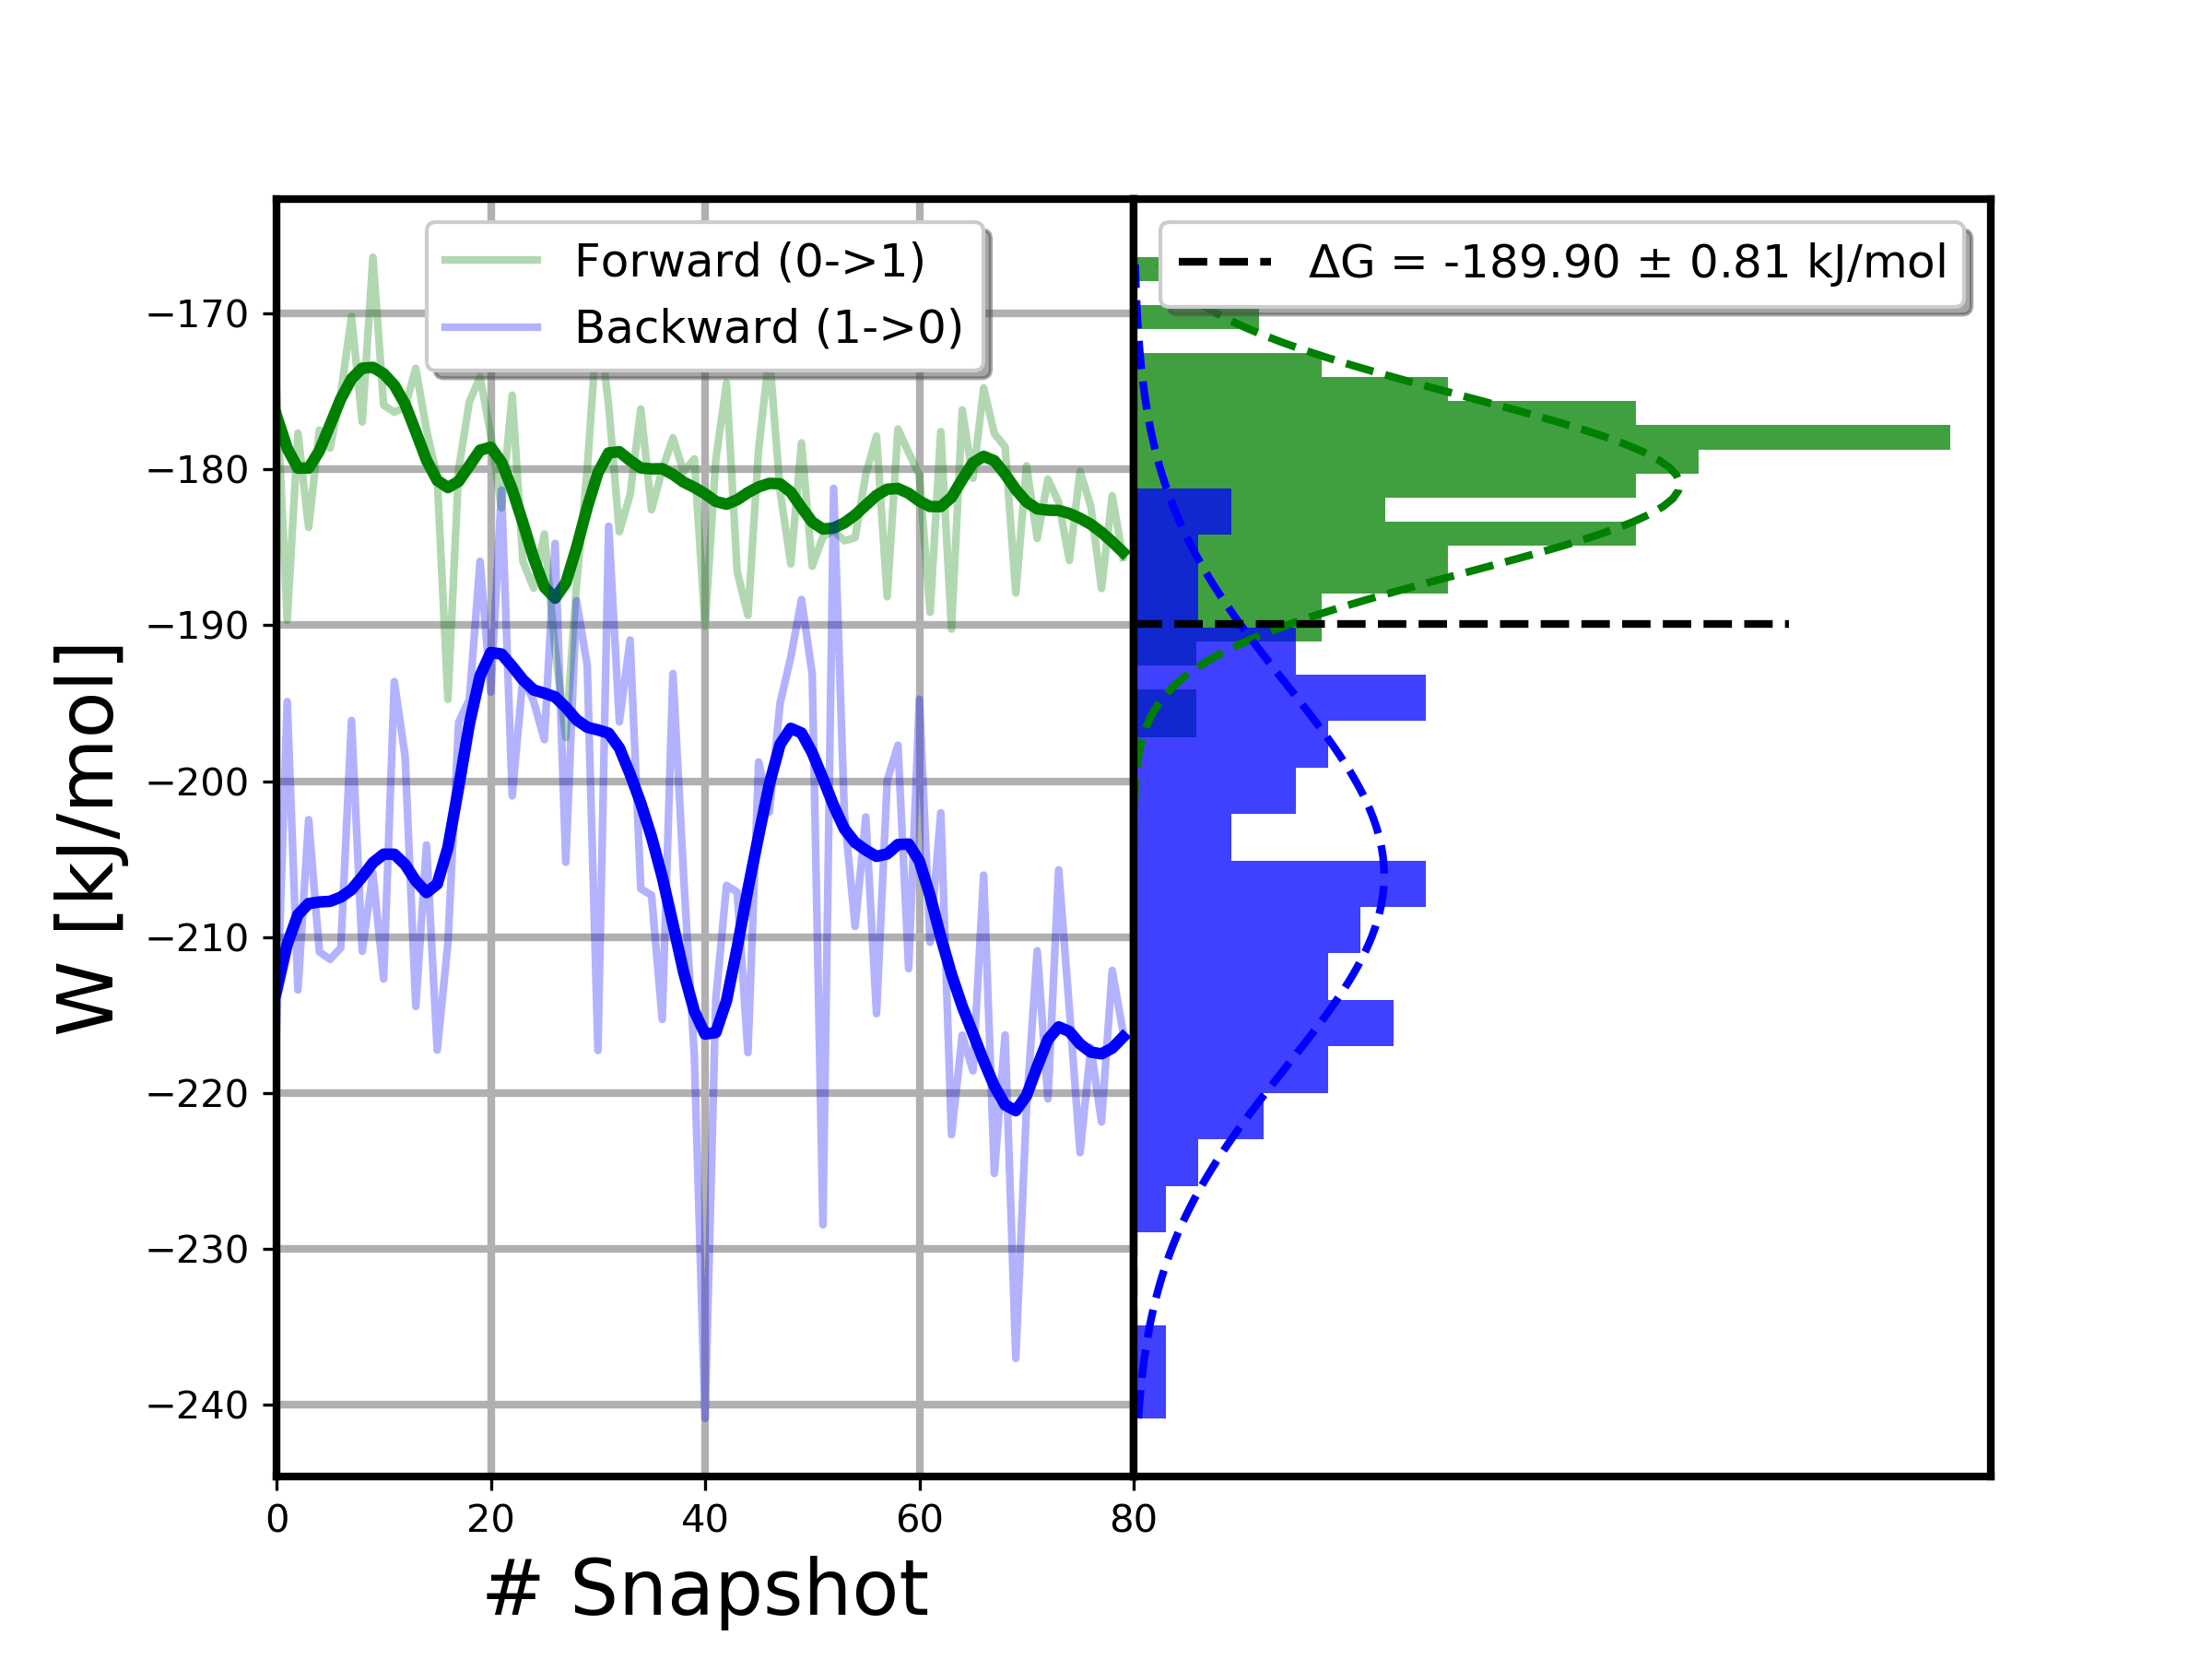 Forward (0->1)
Backward (1->0)
ΔG = -189.90 ± 0.81 kJ/mol
−170
−180
−190
−200
−210
−220
−230
−240
W [kJ/mol]
0 20 40 60 80
# Snapshot